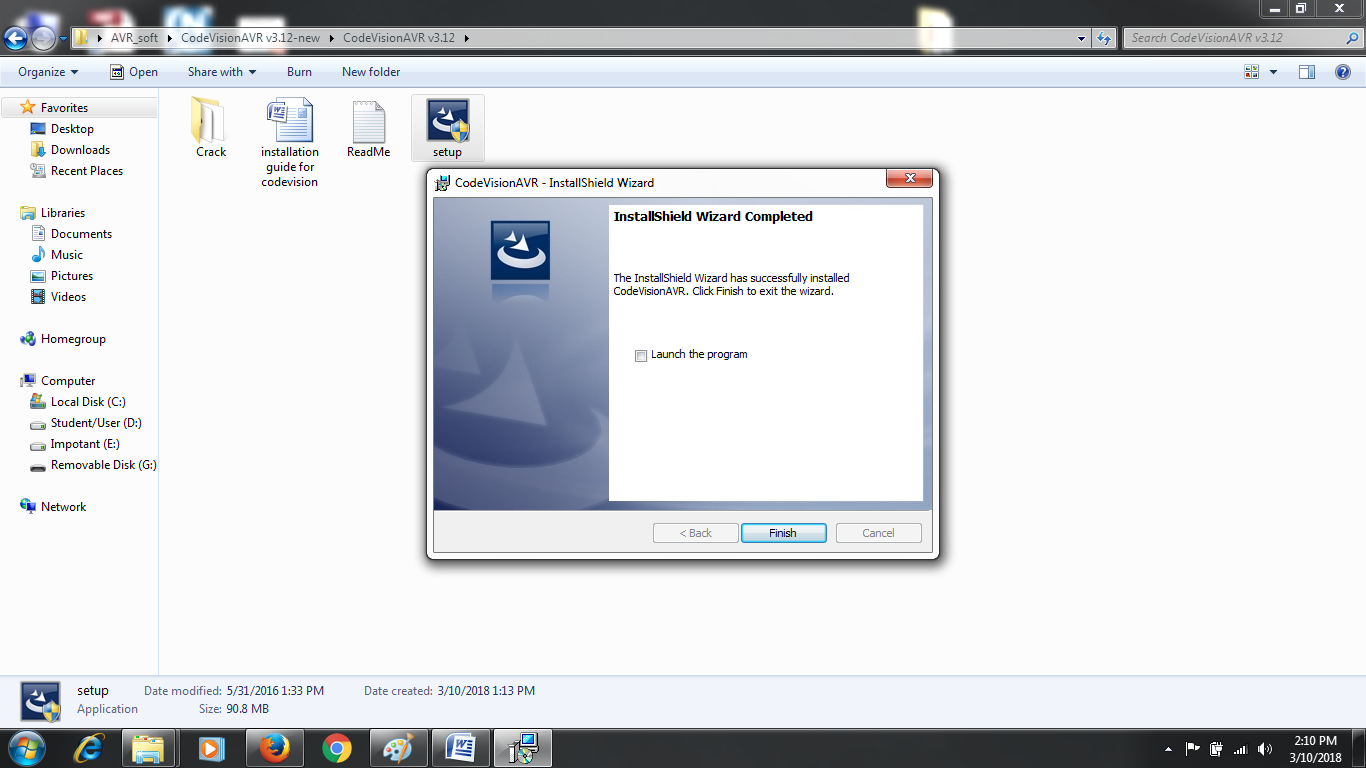 AVR_soft CodeVisionAVR v3.12-new CodeVisionAVR v3.12
Search CodeVisionAVR v3.12
Organize Open Share with Burn New folder
Favorites
Desktop
Downloads
Recent Places
Libraries
Documents
Music
Pictures
Videos
Homegroup
Computer
Local Disk (C:)
Student/User (D:)
Impotant (E:)
Removable Disk (G:)
Network
Crack
installation
guide for
codevision
ReadMe
setup
CodeVisionAVR - InstallShield Wizard
InstallShield Wizard Completed
The InstallShield Wizard has successfully installed
CodeVisionAVR. Click Finish to exit the wizard.
Launch the program
< Back Finish Cancel
setup Date modified: 5/31/2016 1:33 PM Date created: 3/10/2018 1:13 PM
Application Size: 90.8 MB
2:10 PM
3/10/2018